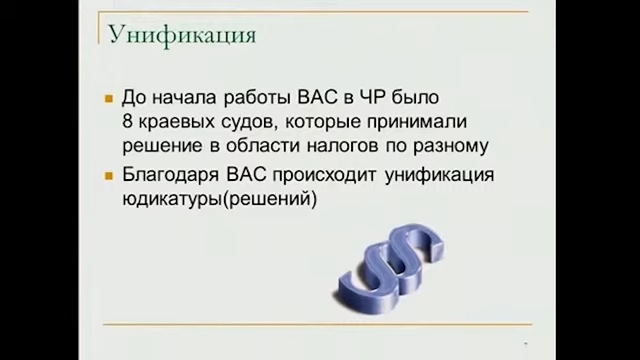 Унификация
До начала работы ВАС в ЧР было
8 краевых судов, которые принимали
решение в области налогов по разному
Благодаря ВАС происходит унификация
юдикатуры(решений)